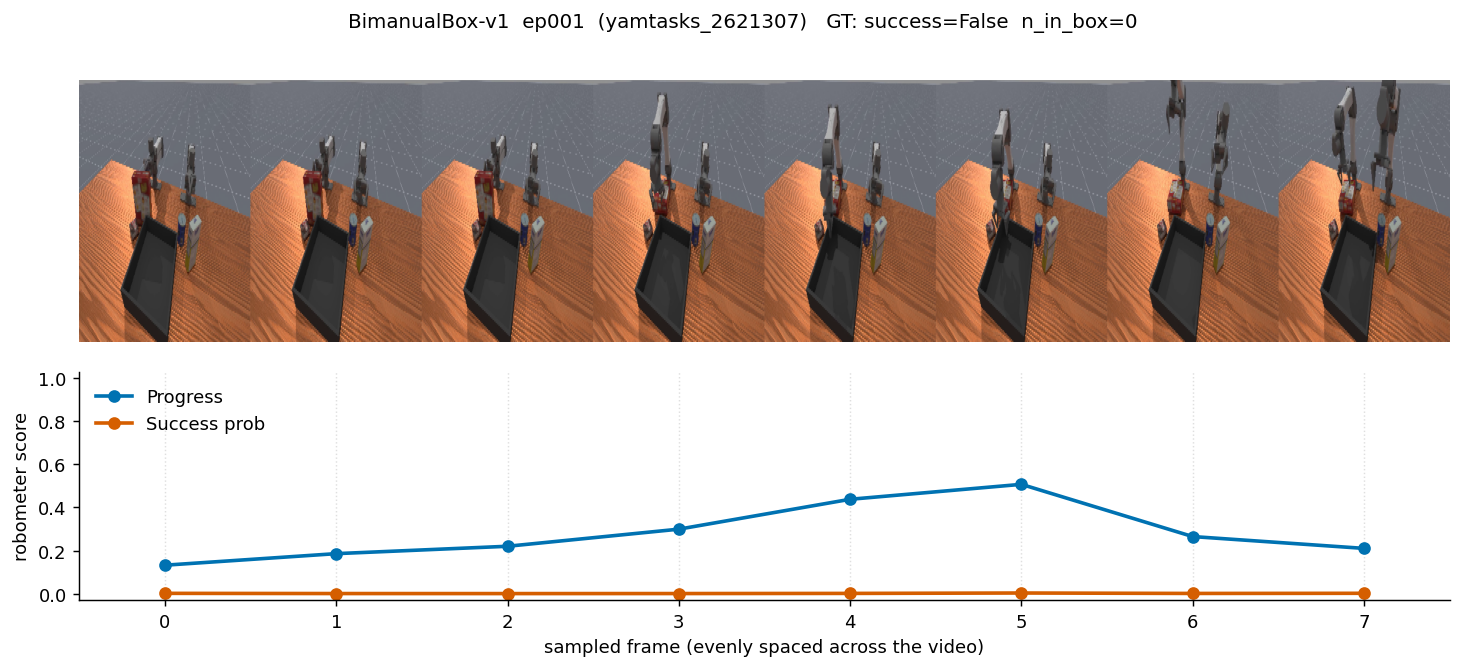 BimanualBox-v1  ep001  (yamtasks_2621307)   GT: success=False  n_in_box=0
1.0
0.8
0.6
0.4
0.2
0.0
robometer score
Progress
Success prob
0 1 2 3 4 5 6 7
sampled frame (evenly spaced across the video)